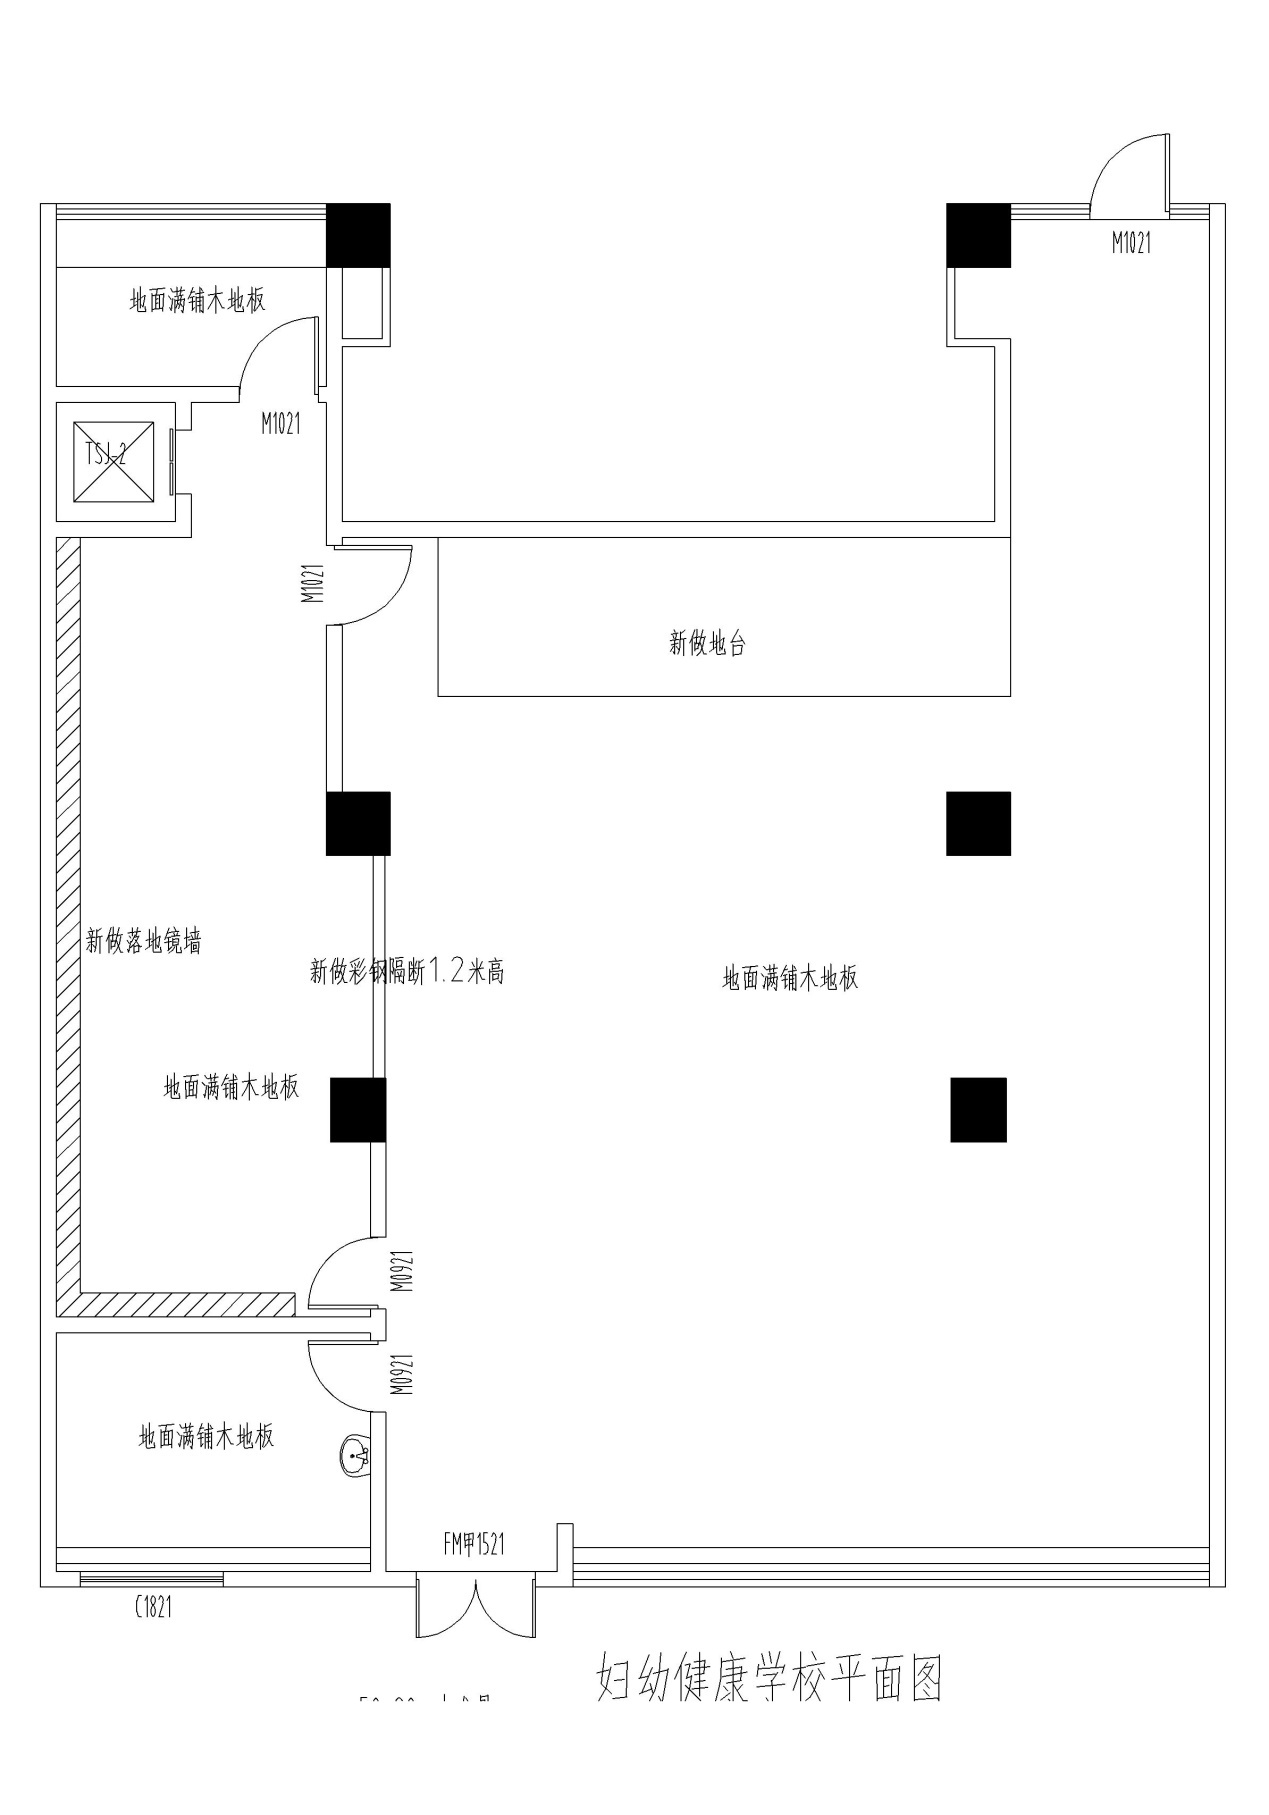 M1021
地面满铺木地板
M1021
TSJ-2
M1021
新做地台
新做落地镜墙
新做彩钢隔断1.2米高
地面满铺木地板
地面满铺木地板
M0921
M0921
地面满铺木地板
FM甲1521
C1821
妇幼健康学校平面图